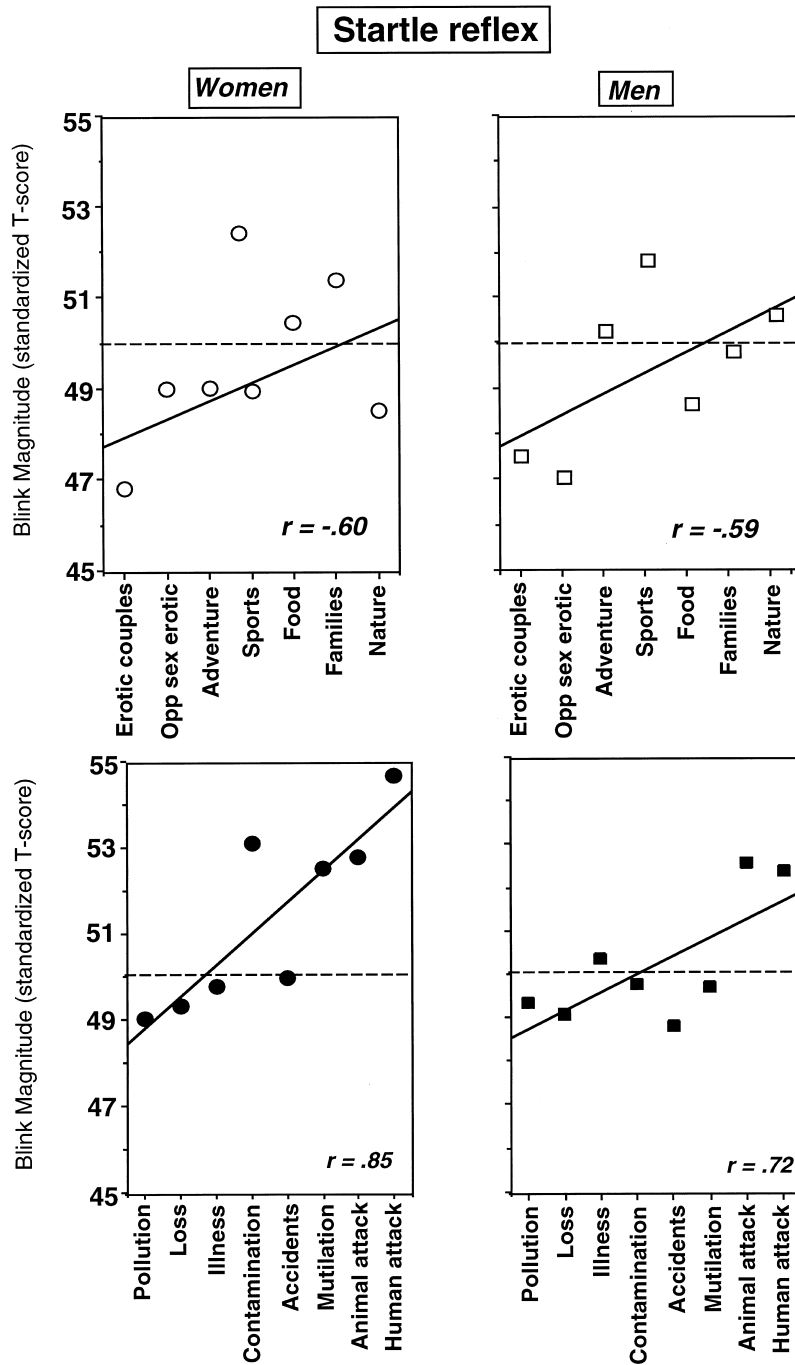 Startle reflex
Women
Men
Blink Magnitude (standardized T-score)
55
53
51
49
47
45
r = -.60
r = -.59
Erotic couples
Opp sex erotic
Adventure
Sports
Food
Families
Nature
Erotic couples
Opp sex erotic
Adventure
Sports
Food
Families
Nature
Blink Magnitude (standardized T-score)
55
53
51
49
47
45
r = .85
r = .72
Pollution
Loss
Illness
Contamination
Accidents
Mutilation
Animal attack
Human attack
Pollution
Loss
Illness
Contamination
Accidents
Mutilation
Animal attack
Human attack